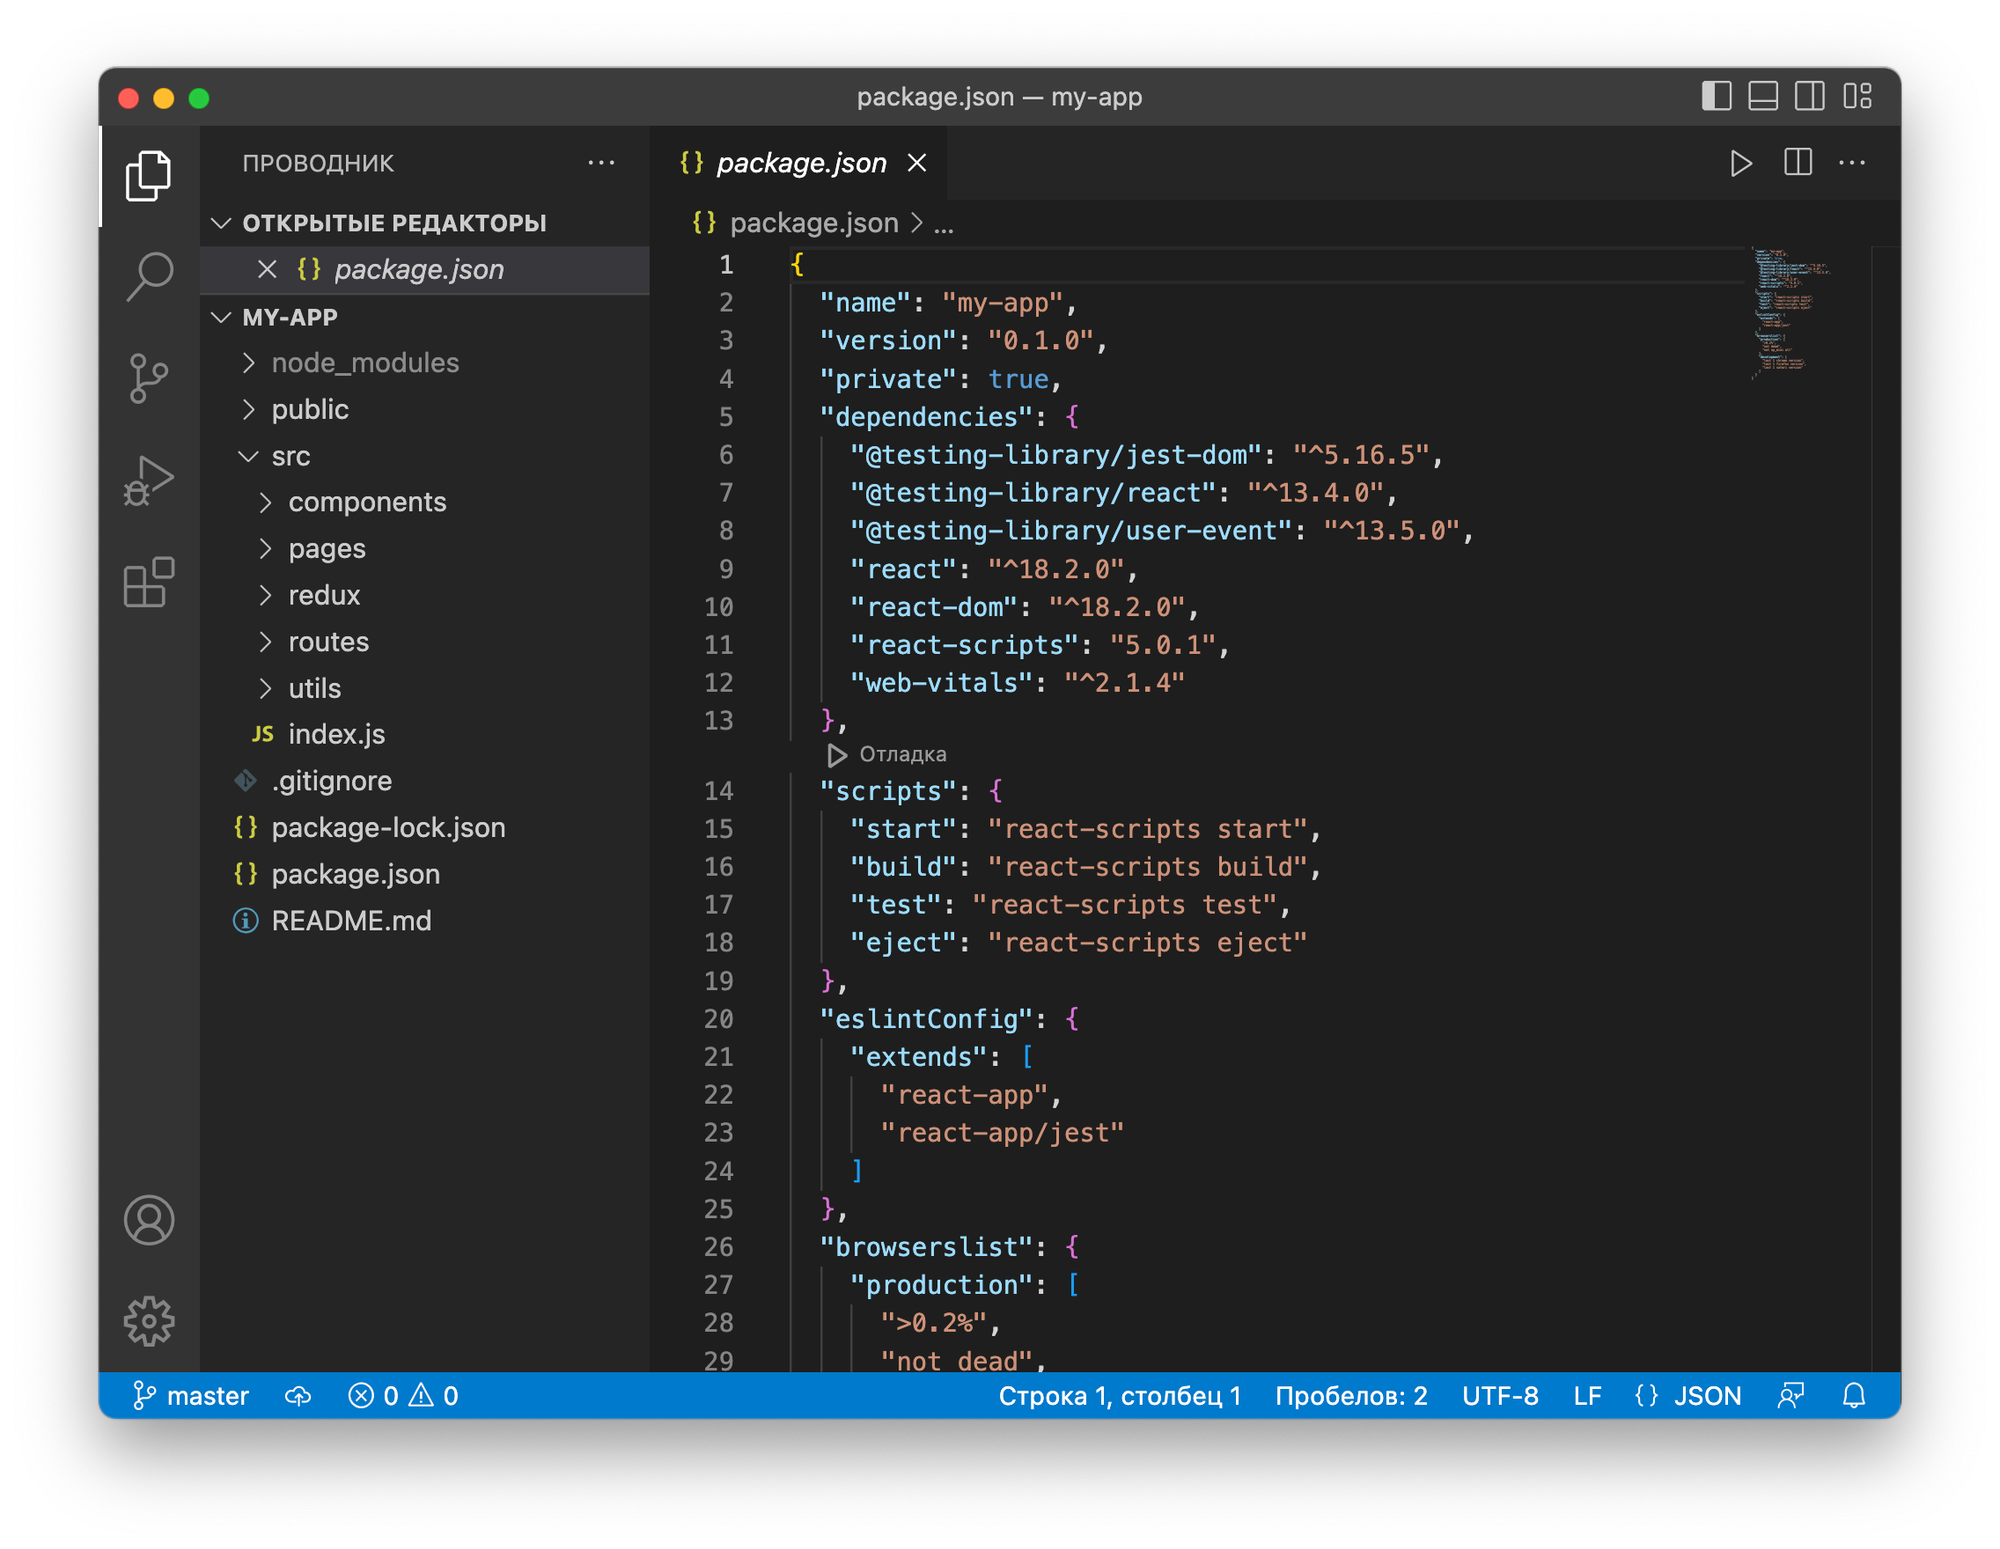 package.json — my-app
ПРОВОДНИК
ОТКРЫТЫЕ РЕДАКТОРЫ
package.json
MY-APP
node_modules
public
src
components
pages
redux
routes
utils
JS index.js
.gitignore
{} package-lock.json
{} package.json
README.md
{} package.json
{} package.json > ...
1 {
2 "name": "my-app",
3 "version": "0.1.0",
4 "private": true,
5 "dependencies": {
6 "@testing-library/jest-dom": "^5.16.5",
7 "@testing-library/react": "^13.4.0",
8 "@testing-library/user-event": "^13.5.0",
9 "react": "^18.2.0",
10 "react-dom": "^18.2.0",
11 "react-scripts": "5.0.1",
12 "web-vitals": "^2.1.4"
13 },
Отладка
14 "scripts": {
15 "start": "react-scripts start",
16 "build": "react-scripts build",
17 "test": "react-scripts test",
18 "eject": "react-scripts eject"
19 },
20 "eslintConfig": {
21 "extends": [
22 "react-app",
23 "react-app/jest"
24 ]
25 },
26 "browserslist": {
27 "production": [
28 ">0.2%",
29 "not dead",
master 0 0 Строка 1, столбец 1 Пробелов: 2 UTF-8 LF {} JSON